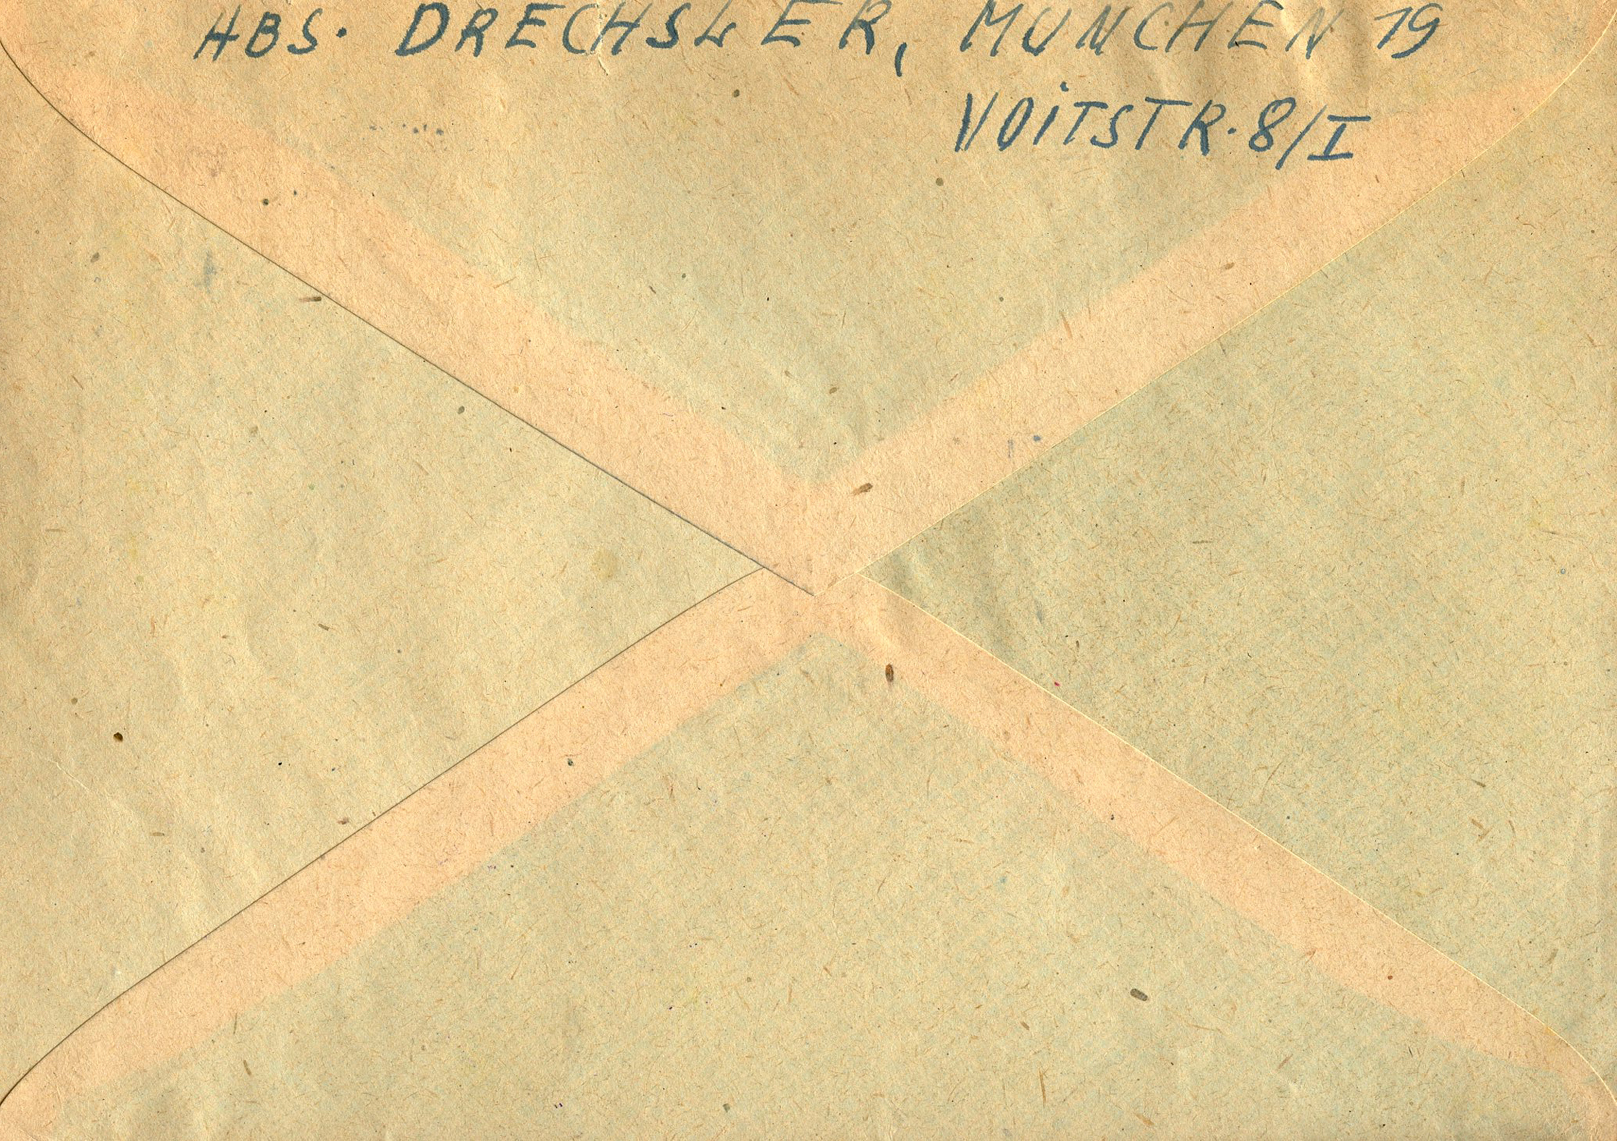 ABS. DRECHSLER, MÜNCHEN 19
VOITSTR. 8/I